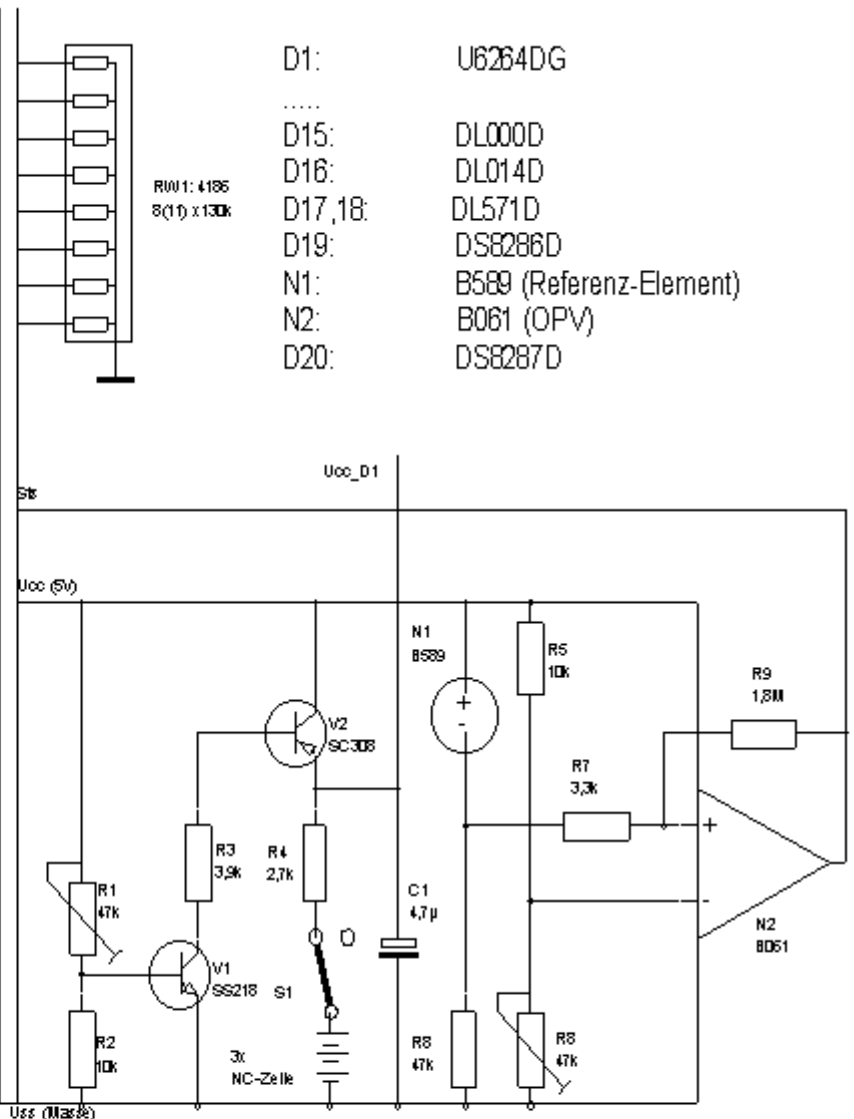 D1: U6264DG
.....
D15: DL000D
D16: DL014D
D17,18: DL571D
D19: DS8286D
N1: B589 (Referenz-Element)
N2: B061 (OPV)
D20: DS8287D
RW1: 4186
8(11) x 130k
Ucc_D1
Sts
Ucc (5V)
N1
B589
+
-
R5
10k
R9
1,8M
V2
SC308
R7
3,3k
R3
3,9k
R4
2,7k
C1
4,7µ
+
-
N2
B061
R1
47k
V1
SS218
S1
R2
10k
3x
NC-Zelle
R8
47k
R8
47k
Uss (Masse)